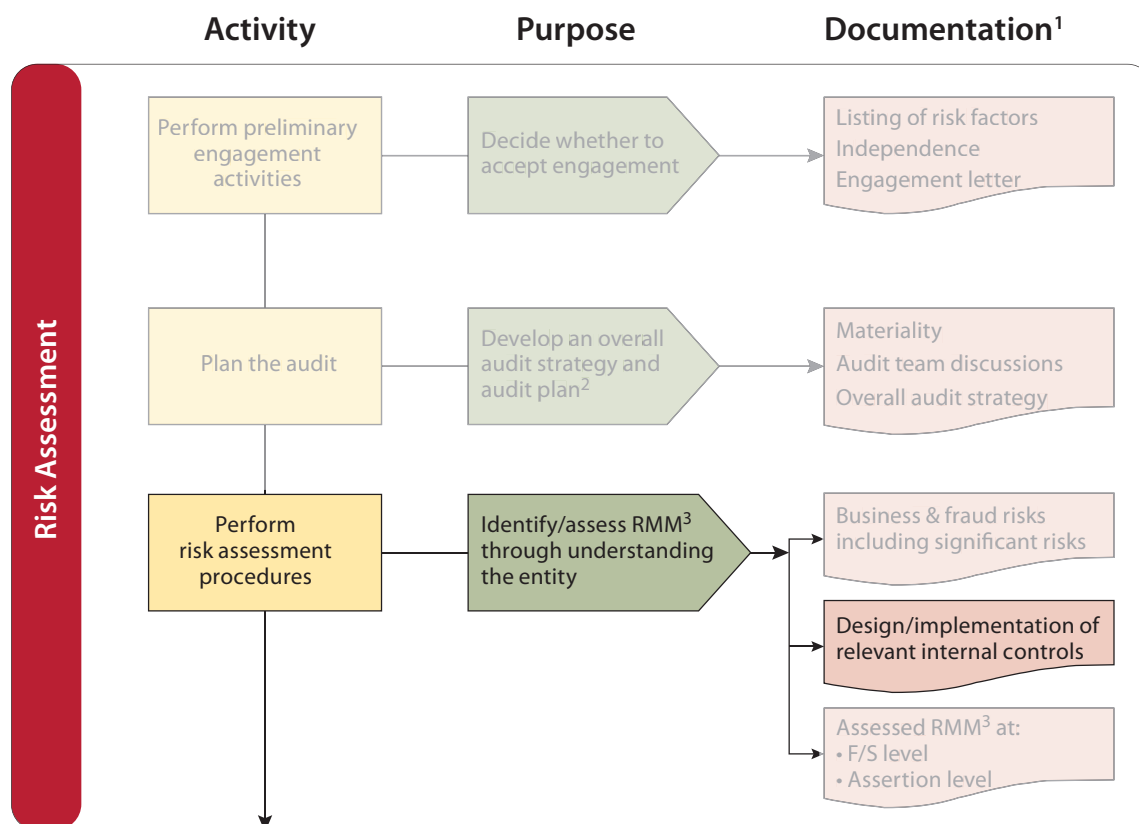 Activity
Purpose
Documentation¹
Risk Assessment
Perform preliminary
engagement
activities
Decide whether to
accept engagement
Listing of risk factors
Independence
Engagement letter
Plan the audit
Develop an overall
audit strategy and
audit plan²
Materiality
Audit team discussions
Overall audit strategy
Perform
risk assessment
procedures
Identify/assess RMM³
through understanding
the entity
Business & fraud risks
including significant risks
Design/implementation of
relevant internal controls
Assessed RMM³ at:
• F/S level
• Assertion level